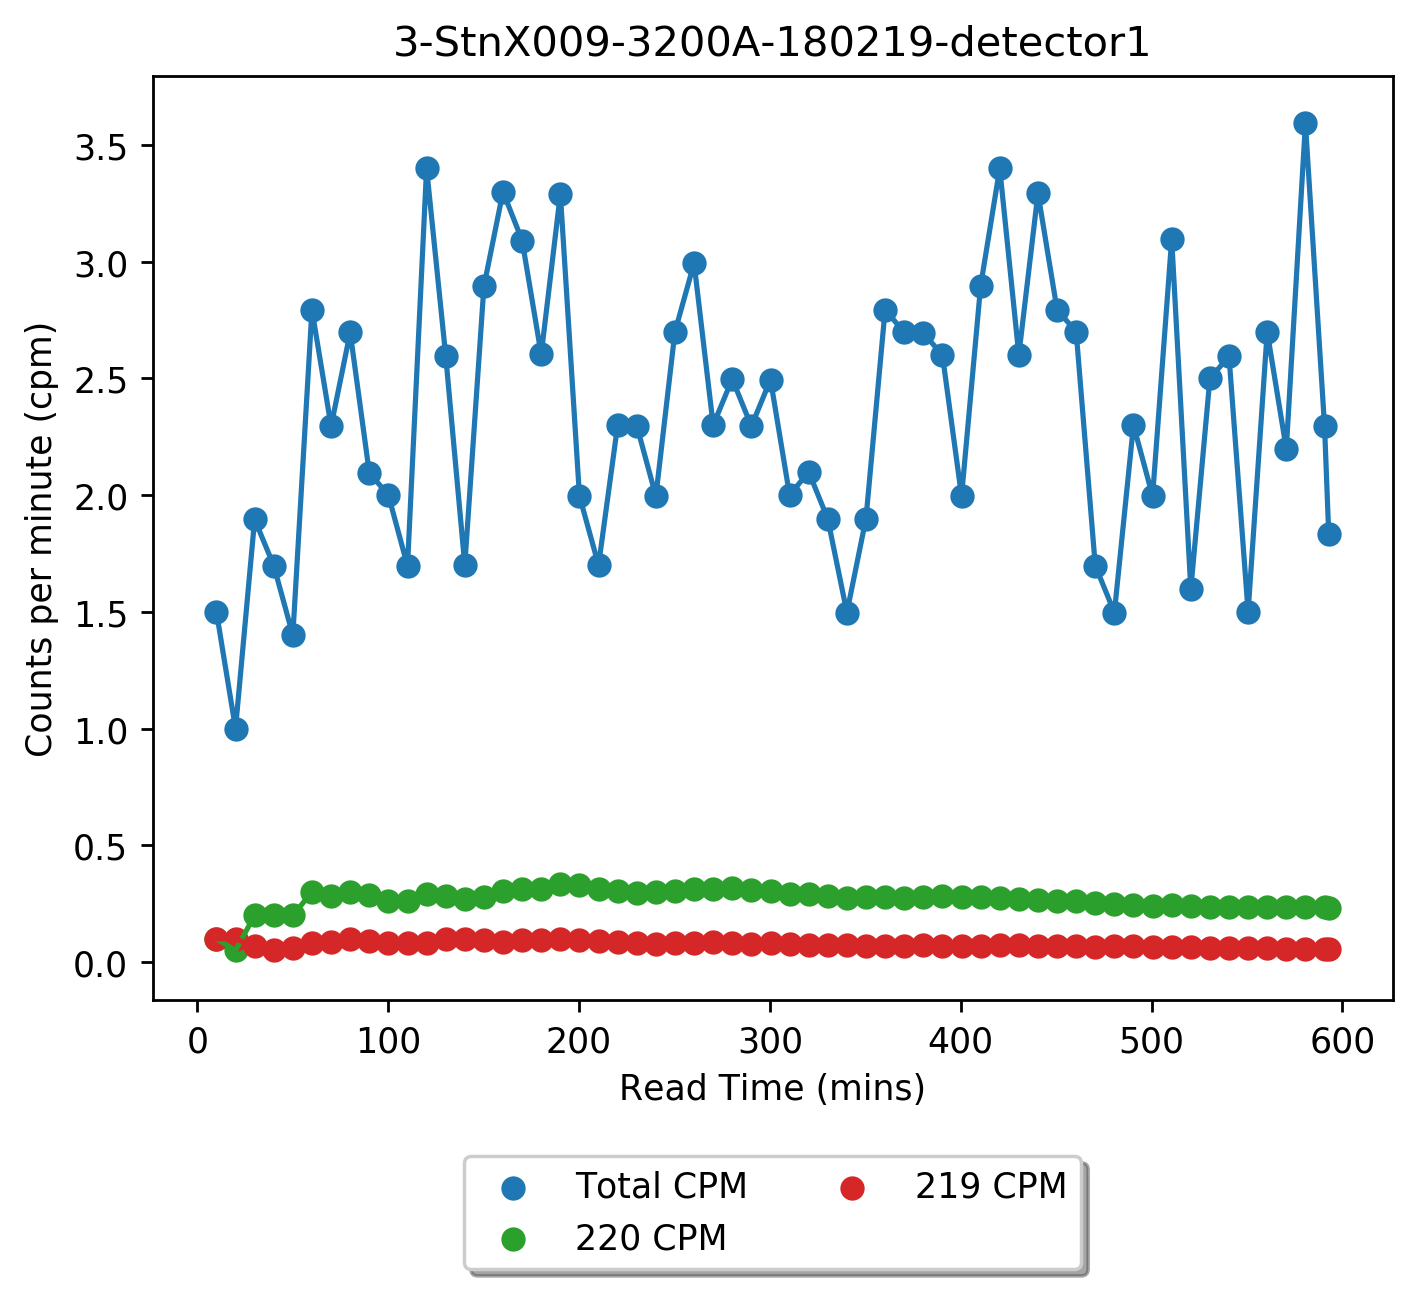 3-StnX009-3200A-180219-detector1
Counts per minute (cpm)
3.5
3.0
2.5
2.0
1.5
1.0
0.5
0.0
0 100 200 300 400 500 600
Read Time (mins)
Total CPM 219 CPM
220 CPM